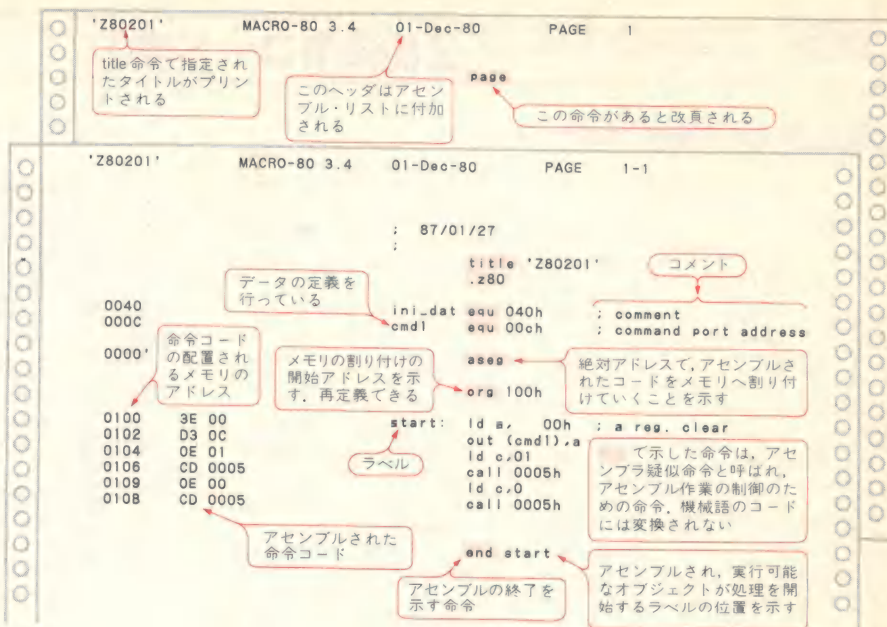 'Z80201' MACRO-80 3.4 01-Dec-80 PAGE 1
title命令で指定され
たタイトルがプリン
トされる
このヘッダはアセン
ブル・リストに付加
される
page
この命令があると改頁される
'Z80201' MACRO-80 3.4 01-Dec-80 PAGE 1-1
; 87/01/27
;
title 'Z80201'
.z80
コメント
データの定義を
行っている
0040 ini_dat equ 040h ; comment
000C cmd1 equ 00ch ; command port address
命令コード
の配置され
るメモリの
アドレス
0000' aseg
メモリの割り付けの
開始アドレスを示
す.再定義できる
絶対アドレスで,アセンブルさ
れたコードをメモリへ割り付
けていくことを示す
org 100h
0100 3E 00 start: ld a, 00h ; a reg. clear
0102 D3 0C out (cmd1),a
0104 0E 01 ld c,01
0106 CD 0005 call 0005h
0109 0E 00 ld c,0
010B CD 0005 call 0005h
ラベル
で示した命令は,アセ
ンブラ疑似命令と呼ばれ,
アセンブル作業の制御のた
めの命令.機械語のコード
には変換されない
アセンブルされた
命令コード
end start
アセンブルの終了を
示す命令
アセンブルされ,実行可能
なオブジェクトが処理を開
始するラベルの位置を示す